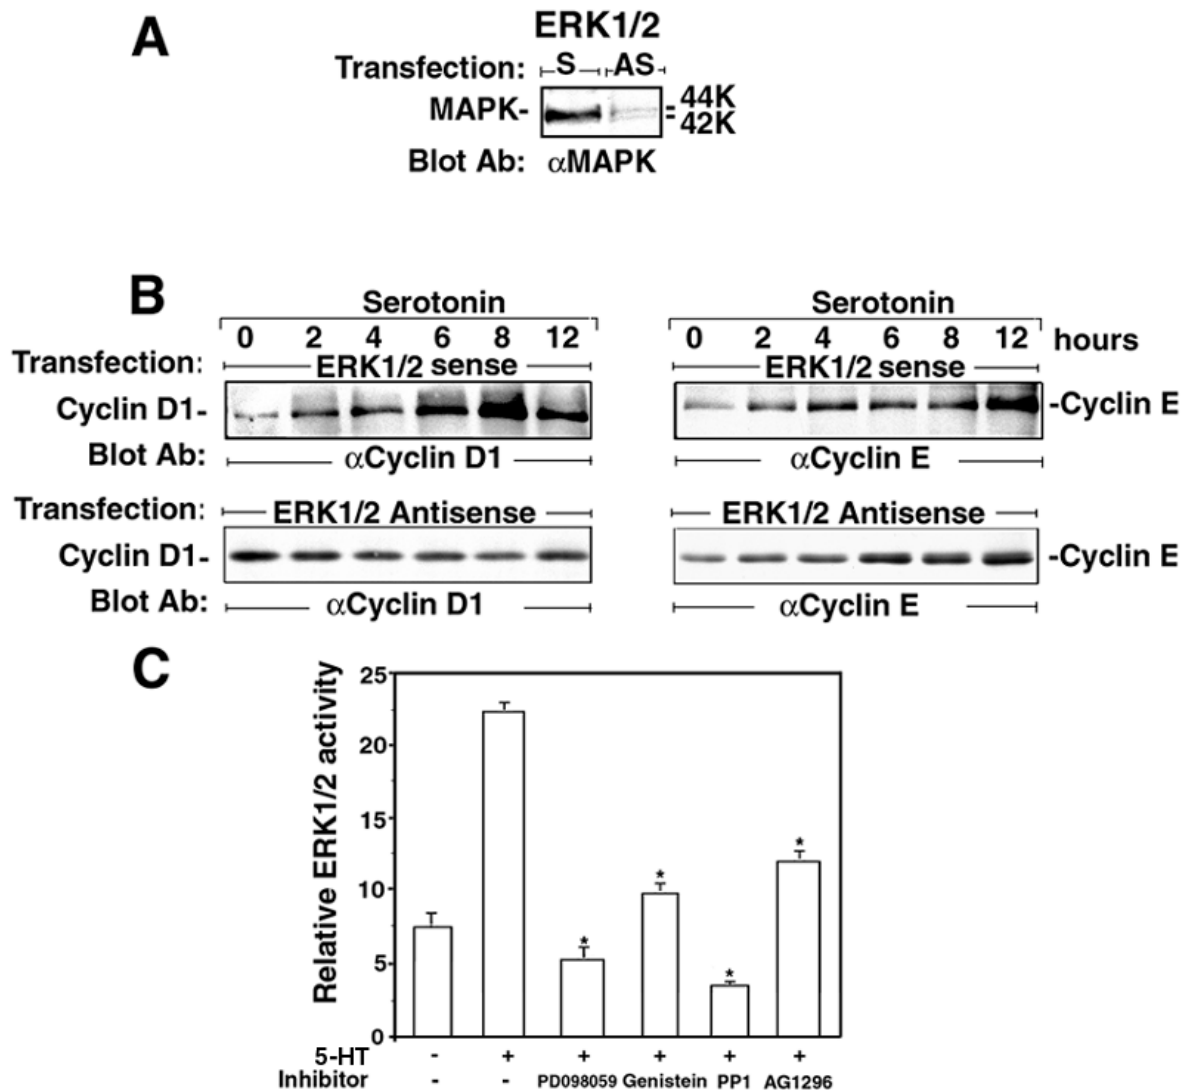 A
ERK1/2
Transfection: S AS
MAPK- 44K
42K
Blot Ab: αMAPK
B
Serotonin Serotonin
0 2 4 6 8 12 0 2 4 6 8 12 hours
Transfection: ERK1/2 sense ERK1/2 sense
Cyclin D1- -Cyclin E
Blot Ab: αCyclin D1 αCyclin E
Transfection: ERK1/2 Antisense ERK1/2 Antisense
Cyclin D1- -Cyclin E
Blot Ab: αCyclin D1 αCyclin E
C
Relative ERK1/2 activity
25
20
15
10
5
0
* * * *
5-HT - + + + + +
Inhibitor - - PD098059 Genistein PP1 AG1296